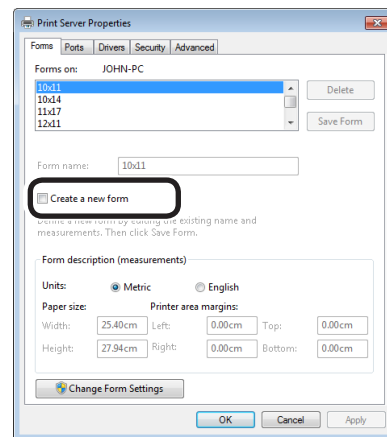 Print Server Properties
Forms Ports Drivers Security Advanced
Forms on: JOHN-PC
10x11
10x14
11x17
12x11
Delete
Save Form
Form name: 10x11
Create a new form
Define a new form by editing the existing name and
measurements. Then click Save Form.
Form description (measurements)
Units: Metric English
Paper size: Printer area margins:
Width: 25.40cm Left: 0.00cm Top: 0.00cm
Height: 27.94cm Right: 0.00cm Bottom: 0.00cm
Change Form Settings
OK Cancel Apply